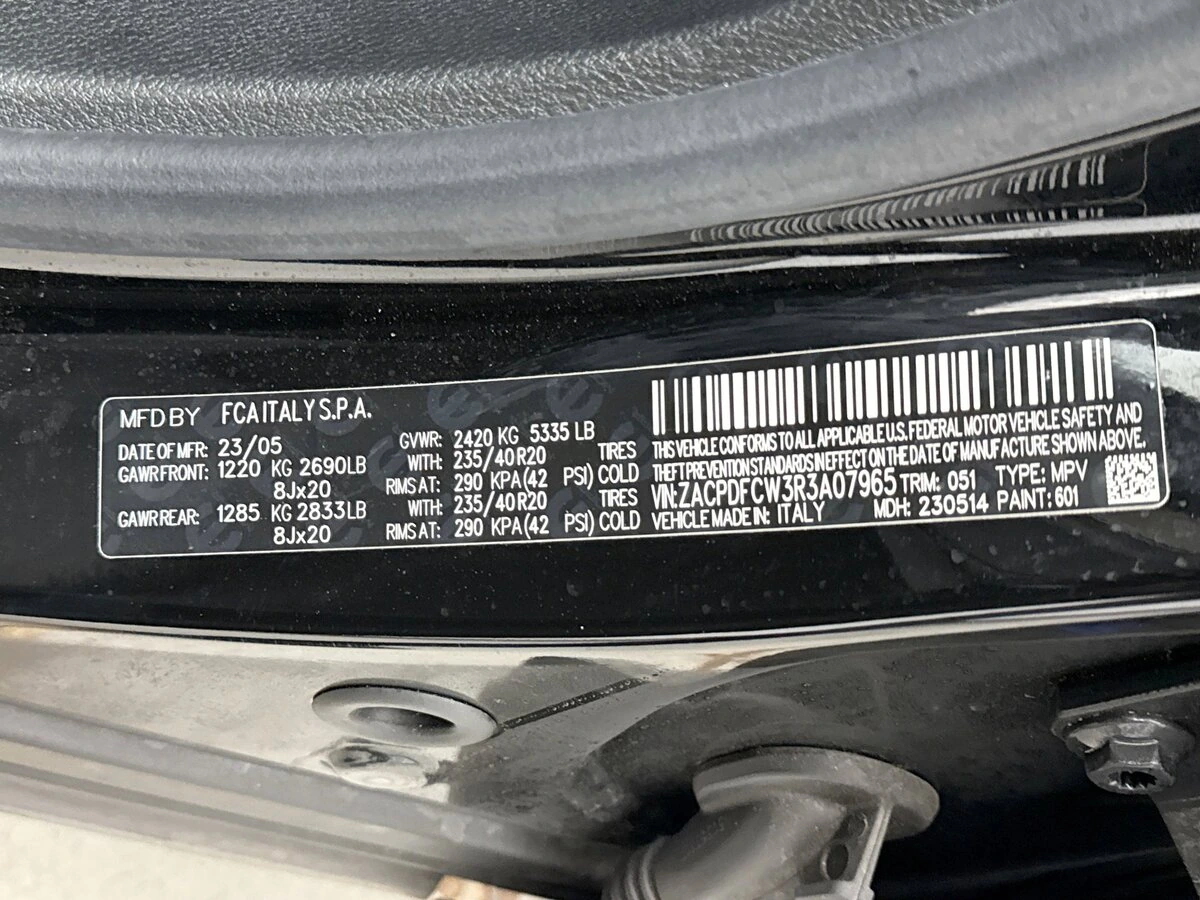 MFD BY FCA ITALY S.P.A.
DATE OF MFR: 23/05 GVWR: 2420 KG 5335 LB
GAWR FRONT: 1220 KG 2690LB WITH: 235/40R20 TIRES
8Jx20 RIMS AT: 290 KPA(42 PSI) COLD
GAWR REAR: 1285 KG 2833LB WITH: 235/40R20 TIRES
8Jx20 RIMS AT: 290 KPA(42 PSI) COLD
THIS VEHICLE CONFORMS TO ALL APPLICABLE U.S. FEDERAL MOTOR VEHICLE SAFETY AND
THEFT PREVENTION STANDARDS IN EFFECT ON THE DATE OF MANUFACTURE SHOWN ABOVE.
VIN: ZACPDFCW3R3A07965 TRIM: 051 TYPE: MPV
VEHICLE MADE IN: ITALY MDH: 230514 PAINT: 601